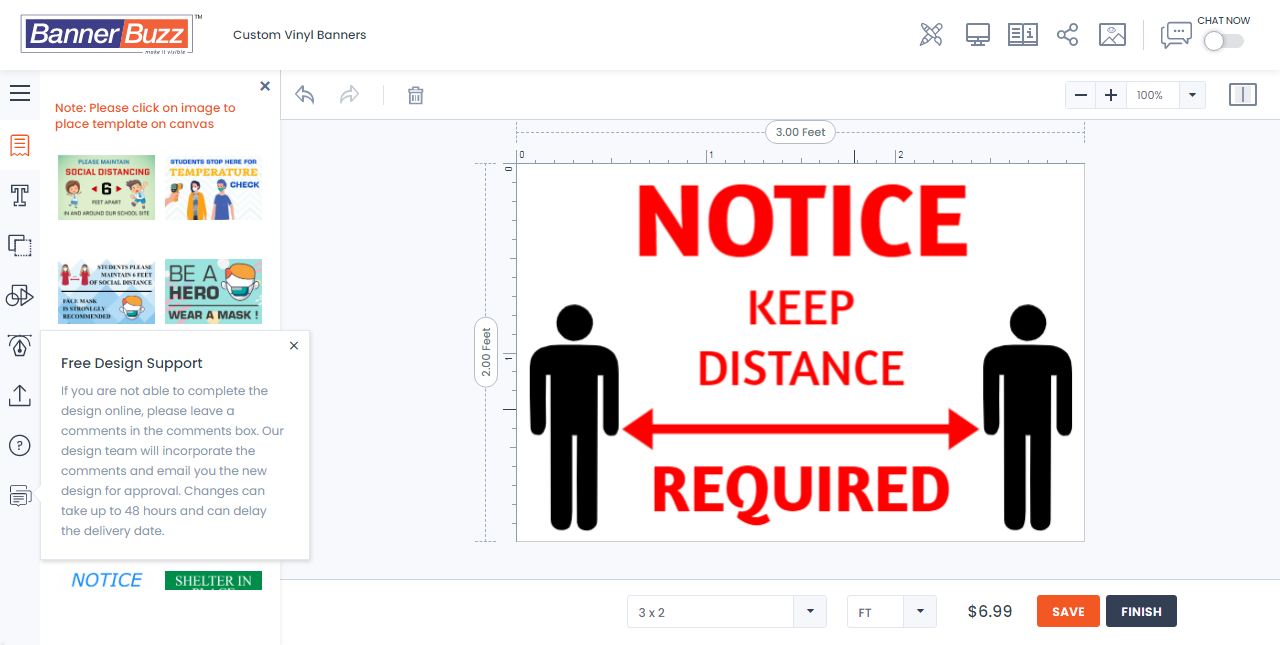 BannerBuzz™
make it visible
Custom Vinyl Banners
CHAT NOW
Note: Please click on image to
place template on canvas
100%
PLEASE MAINTAIN
SOCIAL DISTANCING
6
FEET APART
IN AND AROUND OUR SCHOOL SITE
STUDENTS STOP HERE FOR
TEMPERATURE
CHECK
STUDENTS PLEASE
MAINTAIN 6 FEET
OF SOCIAL DISTANCE
FACE MASK
IS STRONLGLY
RECOMMENDED
BE A
HERO
WEAR A MASK !
Free Design Support
If you are not able to complete the
design online, please leave a
comments in the comments box. Our
design team will incorporate the
comments and email you the new
design for approval. Changes can
take up to 48 hours and can delay
the delivery date.
NOTICE
SHELTER IN
PLACE
3.00 Feet
0 1 2
0
1
2.00 Feet
NOTICE
KEEP
DISTANCE
REQUIRED
3 x 2
FT
$6.99
SAVE
FINISH